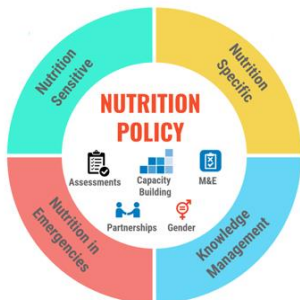 Nutrition
Sensitive
Nutrition
Specific
NUTRITION
POLICY
Assessments
Capacity
Building
M&E
Partnerships
Gender
Nutrition in
Emergencies
Knowledge
Management